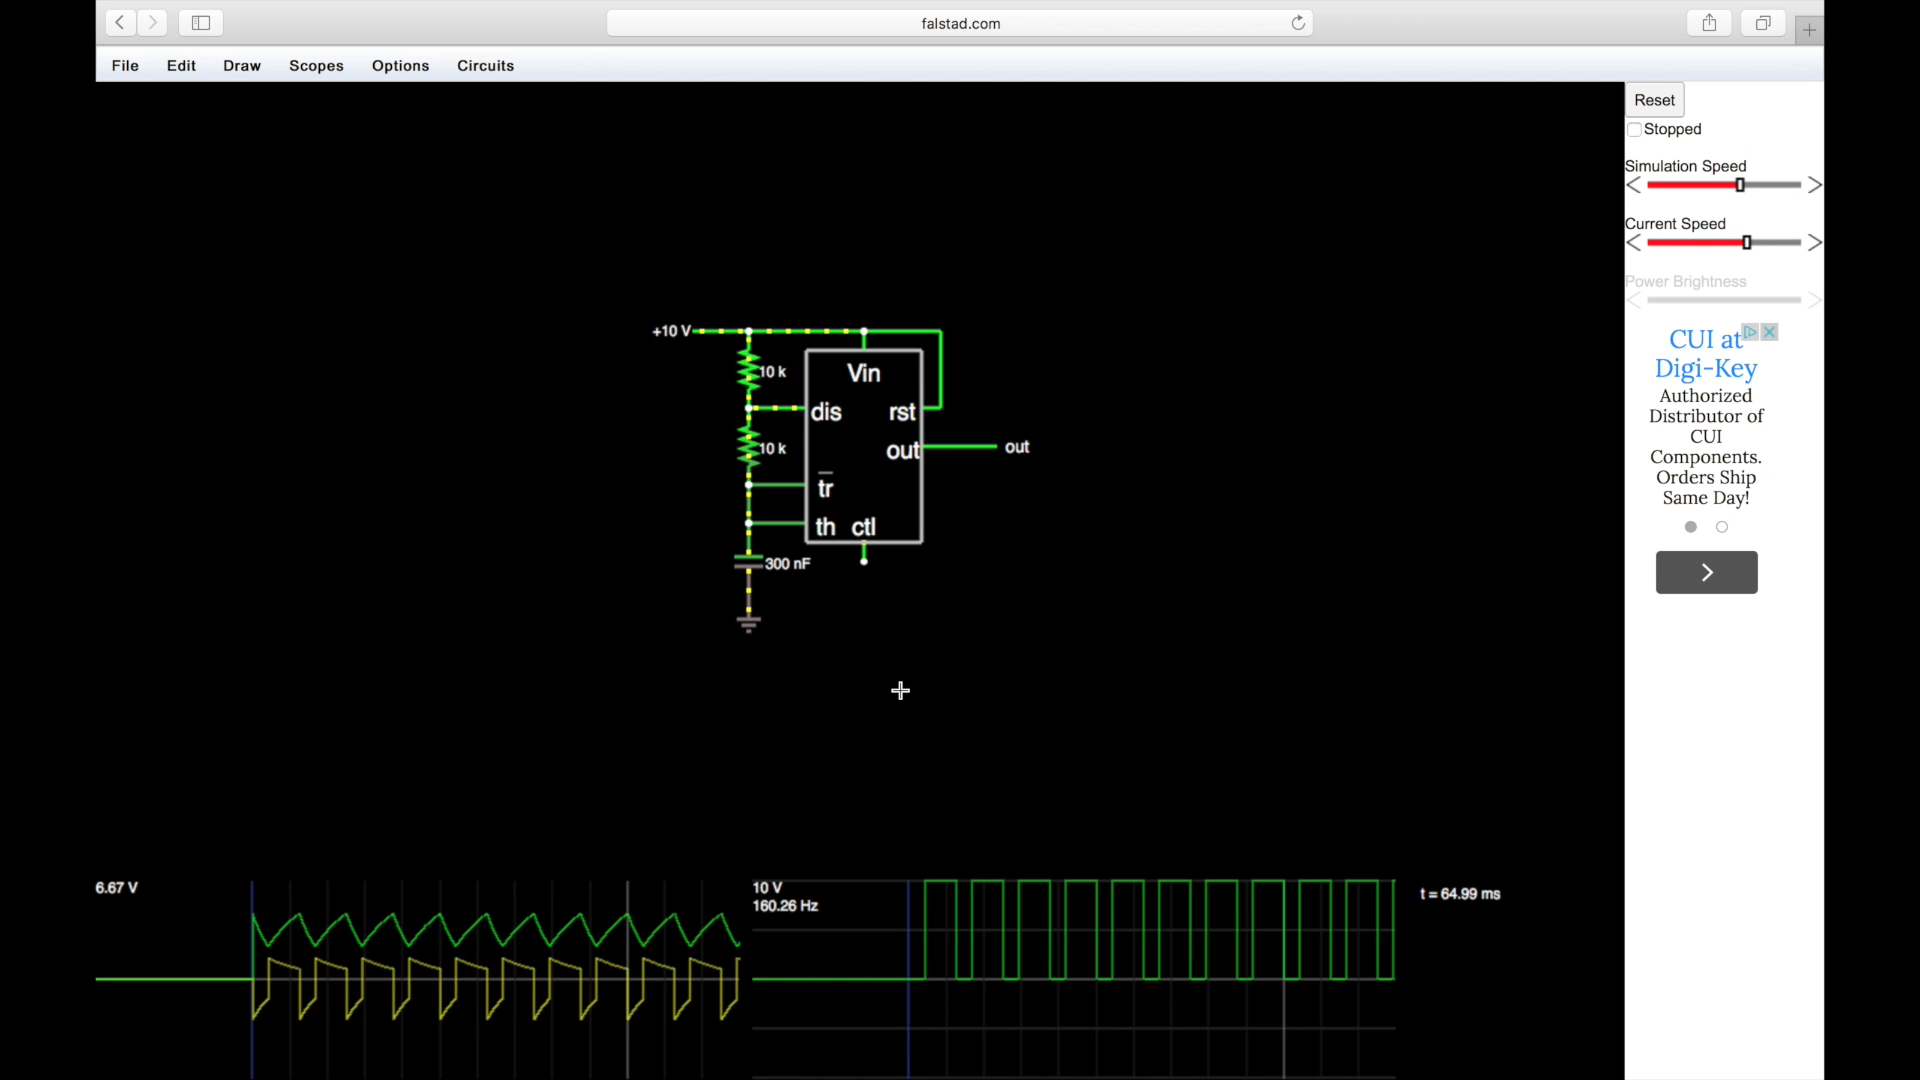 falstad.com
File Edit Draw Scopes Options Circuits
Reset
Stopped
Simulation Speed
Current Speed
Power Brightness
CUI at
Digi-Key
Authorized
Distributor of
CUI
Components.
Orders Ship
Same Day!
+10 V
10 k
Vin
dis
rst
10 k
out
out
tr
th
ctl
300 nF
6.67 V
10 V
160.26 Hz
t = 64.99 ms